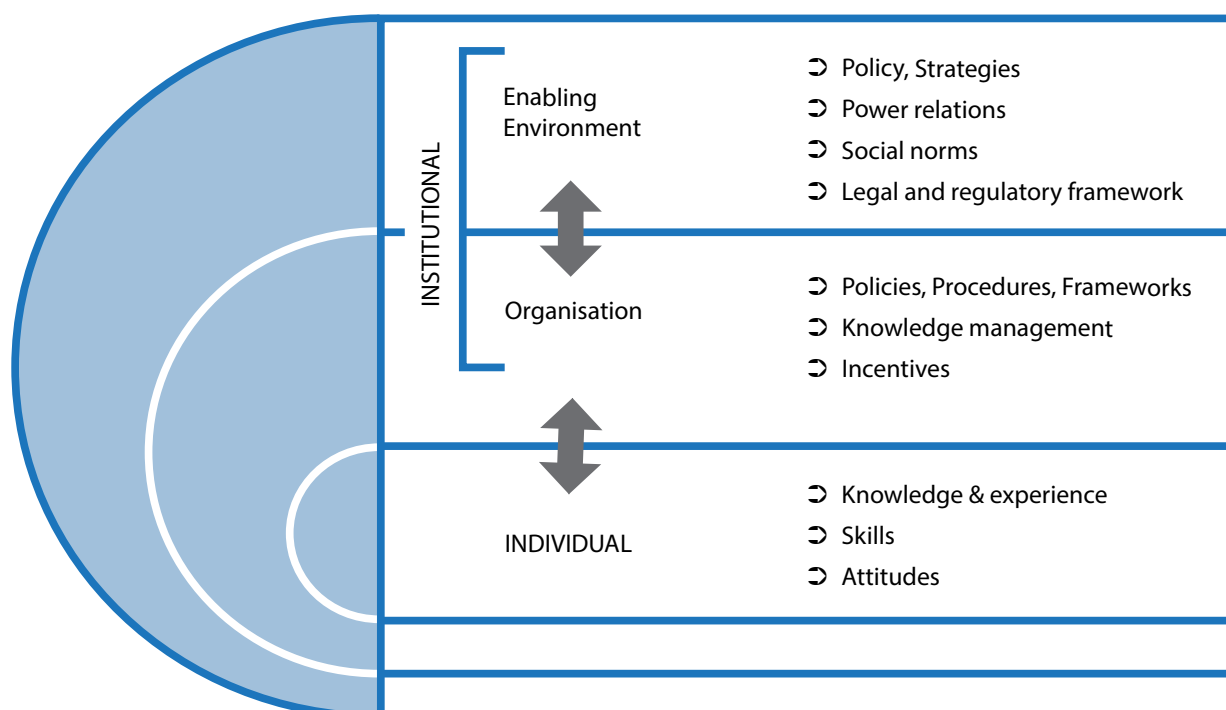 INSTITUTIONAL
Enabling
Environment
➲ Policy, Strategies
➲ Power relations
➲ Social norms
➲ Legal and regulatory framework
Organisation
➲ Policies, Procedures, Frameworks
➲ Knowledge management
➲ Incentives
INDIVIDUAL
➲ Knowledge & experience
➲ Skills
➲ Attitudes